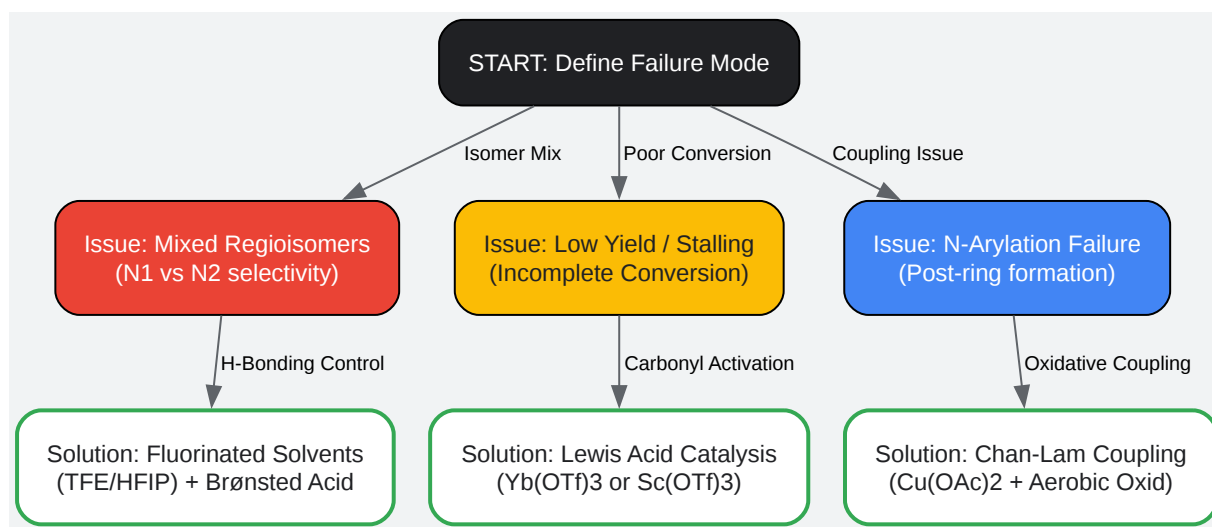 START: Define Failure Mode
Isomer Mix
Poor Conversion
Coupling Issue
Issue: Mixed Regioisomers
(N1 vs N2 selectivity)
Issue: Low Yield / Stalling
(Incomplete Conversion)
Issue: N-Arylation Failure
(Post-ring formation)
H-Bonding Control
Carbonyl Activation
Oxidative Coupling
Solution: Fluorinated Solvents
(TFE/HFIP) + Brønsted Acid
Solution: Lewis Acid Catalysis
(Yb(OTf)3 or Sc(OTf)3)
Solution: Chan-Lam Coupling
(Cu(OAc)2 + Aerobic Oxid)